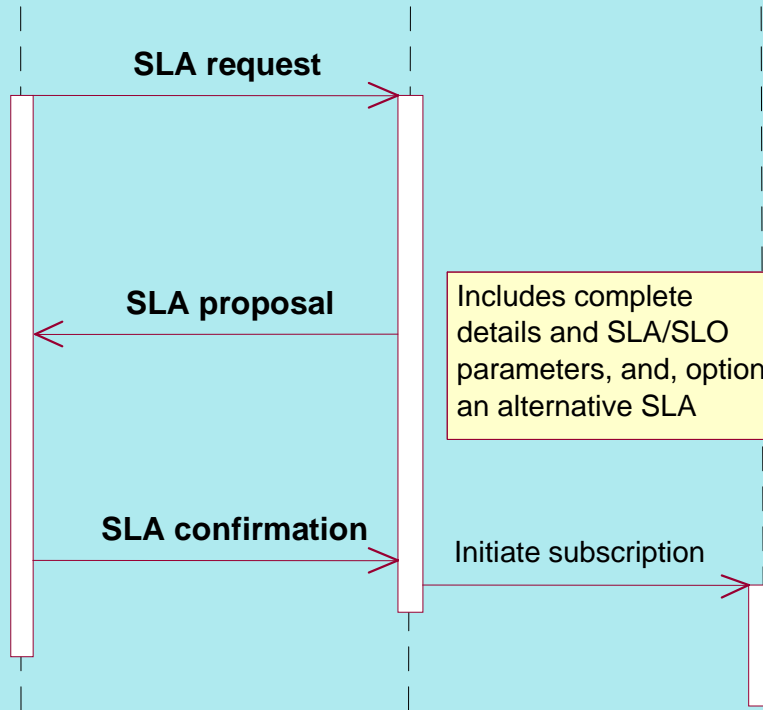 SLA request
SLA proposal
Includes complete
details and SLA/SLO
parameters, and, option
an alternative SLA
SLA confirmation
Initiate subscription